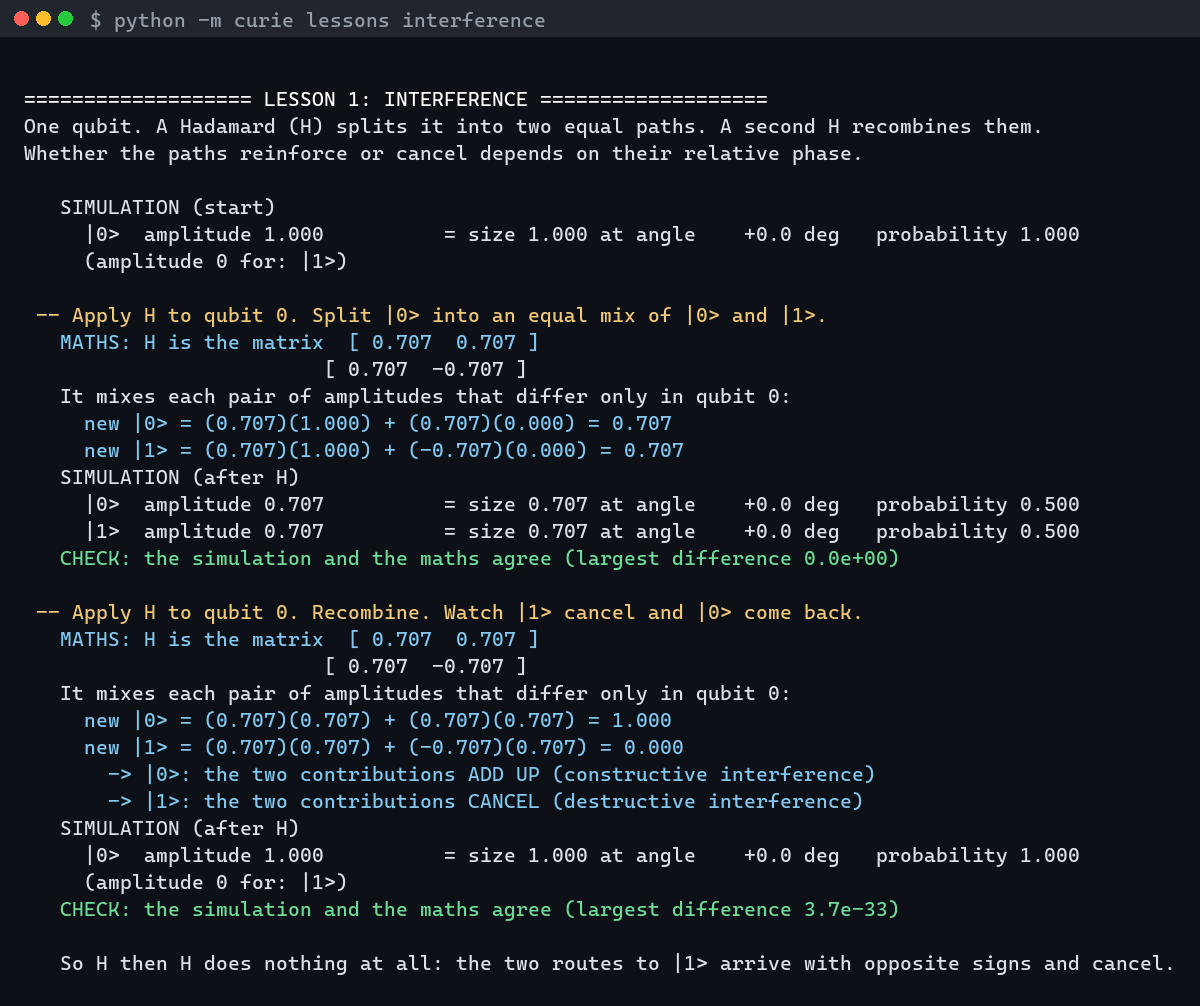 $ python -m curie lessons interference
=================== LESSON 1: INTERFERENCE ===================
One qubit. A Hadamard (H) splits it into two equal paths. A second H recombines them.
Whether the paths reinforce or cancel depends on their relative phase.
SIMULATION (start)
|0>  amplitude 1.000          = size 1.000 at angle    +0.0 deg   probability 1.000
(amplitude 0 for: |1>)
-- Apply H to qubit 0. Split |0> into an equal mix of |0> and |1>.
MATHS: H is the matrix  [ 0.707  0.707 ]
[ 0.707  -0.707 ]
It mixes each pair of amplitudes that differ only in qubit 0:
new |0> = (0.707)(1.000) + (0.707)(0.000) = 0.707
new |1> = (0.707)(1.000) + (-0.707)(0.000) = 0.707
SIMULATION (after H)
|0>  amplitude 0.707          = size 0.707 at angle    +0.0 deg   probability 0.500
|1>  amplitude 0.707          = size 0.707 at angle    +0.0 deg   probability 0.500
CHECK: the simulation and the maths agree (largest difference 0.0e+00)
-- Apply H to qubit 0. Recombine. Watch |1> cancel and |0> come back.
MATHS: H is the matrix  [ 0.707  0.707 ]
[ 0.707  -0.707 ]
It mixes each pair of amplitudes that differ only in qubit 0:
new |0> = (0.707)(0.707) + (0.707)(0.707) = 1.000
new |1> = (0.707)(0.707) + (-0.707)(0.707) = 0.000
-> |0>: the two contributions ADD UP (constructive interference)
-> |1>: the two contributions CANCEL (destructive interference)
SIMULATION (after H)
|0>  amplitude 1.000          = size 1.000 at angle    +0.0 deg   probability 1.000
(amplitude 0 for: |1>)
CHECK: the simulation and the maths agree (largest difference 3.7e-33)
So H then H does nothing at all: the two routes to |1> arrive with opposite signs and cancel.